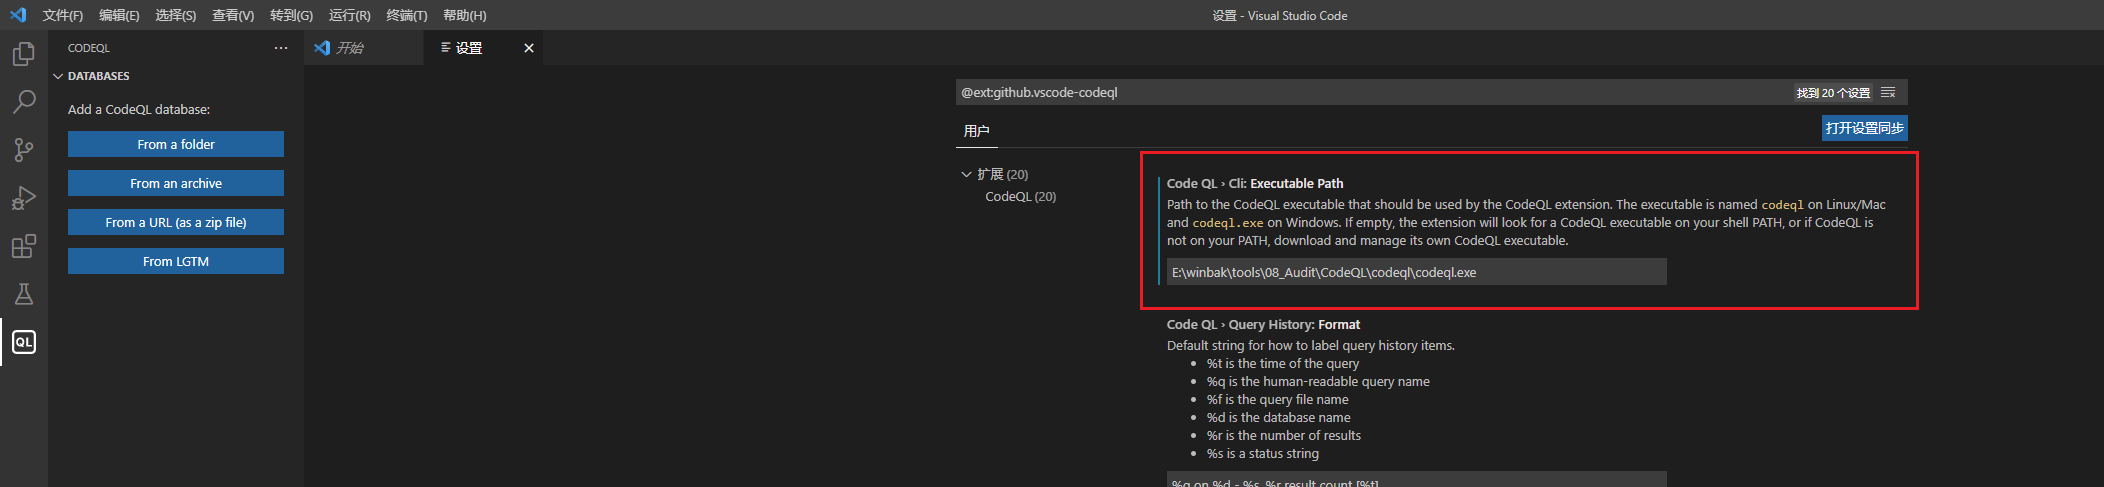 文件(F) 编辑(E) 选择(S) 查看(V) 转到(G) 运行(R) 终端(T) 帮助(H)
设置 - Visual Studio Code
CODEQL
DATABASES
Add a CodeQL database:
From a folder
From an archive
From a URL (as a zip file)
From LGTM
QL
开始
设置
@ext:github.vscode-codeql
找到 20 个设置
用户
打开设置同步
扩展 (20)
CodeQL (20)
Code QL › Cli: Executable Path
Path to the CodeQL executable that should be used by the CodeQL extension. The executable is named codeql on Linux/Mac
and codeql.exe on Windows. If empty, the extension will look for a CodeQL executable on your shell PATH, or if CodeQL is
not on your PATH, download and manage its own CodeQL executable.
E:\winbak\tools\08_Audit\CodeQL\codeql\codeql.exe
Code QL › Query History: Format
Default string for how to label query history items.
• %t is the time of the query
• %q is the human-readable query name
• %f is the query file name
• %d is the database name
• %r is the number of results
• %s is a status string
%q on %d - %s, %r result count [%t]